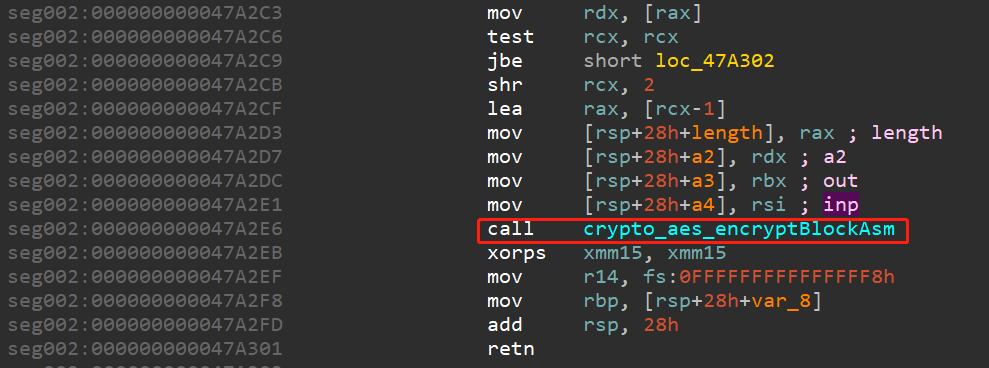 seg002:000000000047A2C3 mov rdx, [rax]
seg002:000000000047A2C6 test rcx, rcx
seg002:000000000047A2C9 jbe short loc_47A302
seg002:000000000047A2CB shr rcx, 2
seg002:000000000047A2CF lea rax, [rcx-1]
seg002:000000000047A2D3 mov [rsp+28h+length], rax ; length
seg002:000000000047A2D7 mov [rsp+28h+a2], rdx ; a2
seg002:000000000047A2DC mov [rsp+28h+a3], rbx ; out
seg002:000000000047A2E1 mov [rsp+28h+a4], rsi ; inp
seg002:000000000047A2E6 call crypto_aes_encryptBlockAsm
seg002:000000000047A2EB xorps xmm15, xmm15
seg002:000000000047A2EF mov r14, fs:0FFFFFFFFFFFFFFF8h
seg002:000000000047A2F8 mov rbp, [rsp+28h+var_8]
seg002:000000000047A2FD add rsp, 28h
seg002:000000000047A301 retn